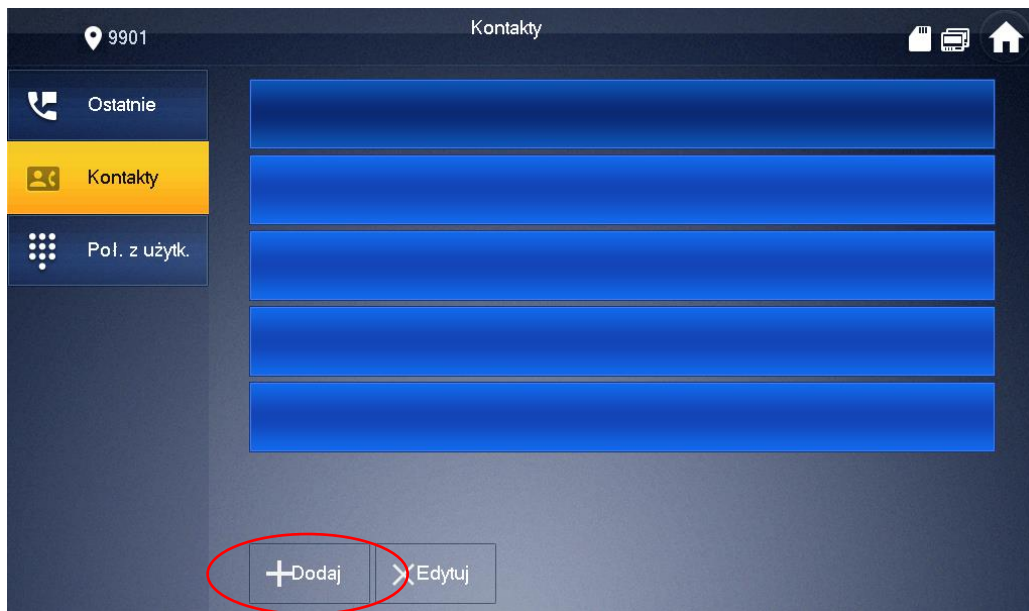 9901
Kontakty
Ostatnie
Kontakty
Poł. z użytk.
Dodaj
Edytuj